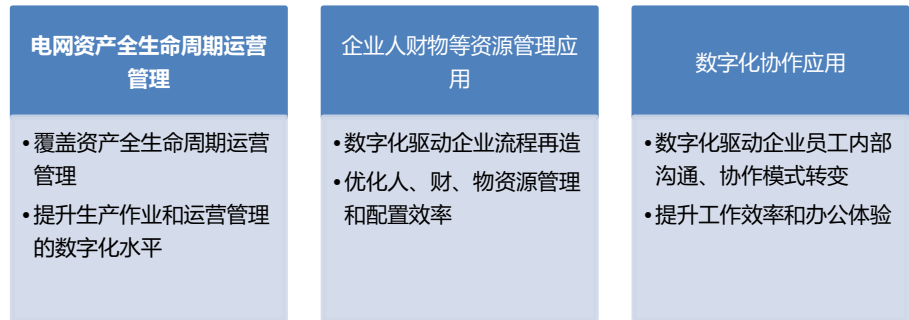 电网资产全生命周期运营
管理
•覆盖资产全生命周期运营
管理
•提升生产作业和运营管理
的数字化水平
企业人财物等资源管理应
用
•数字化驱动企业流程再造
•优化人、财、物资源管理
和配置效率
数字化协作应用
•数字化驱动企业员工内部
沟通、协作模式转变
•提升工作效率和办公体验